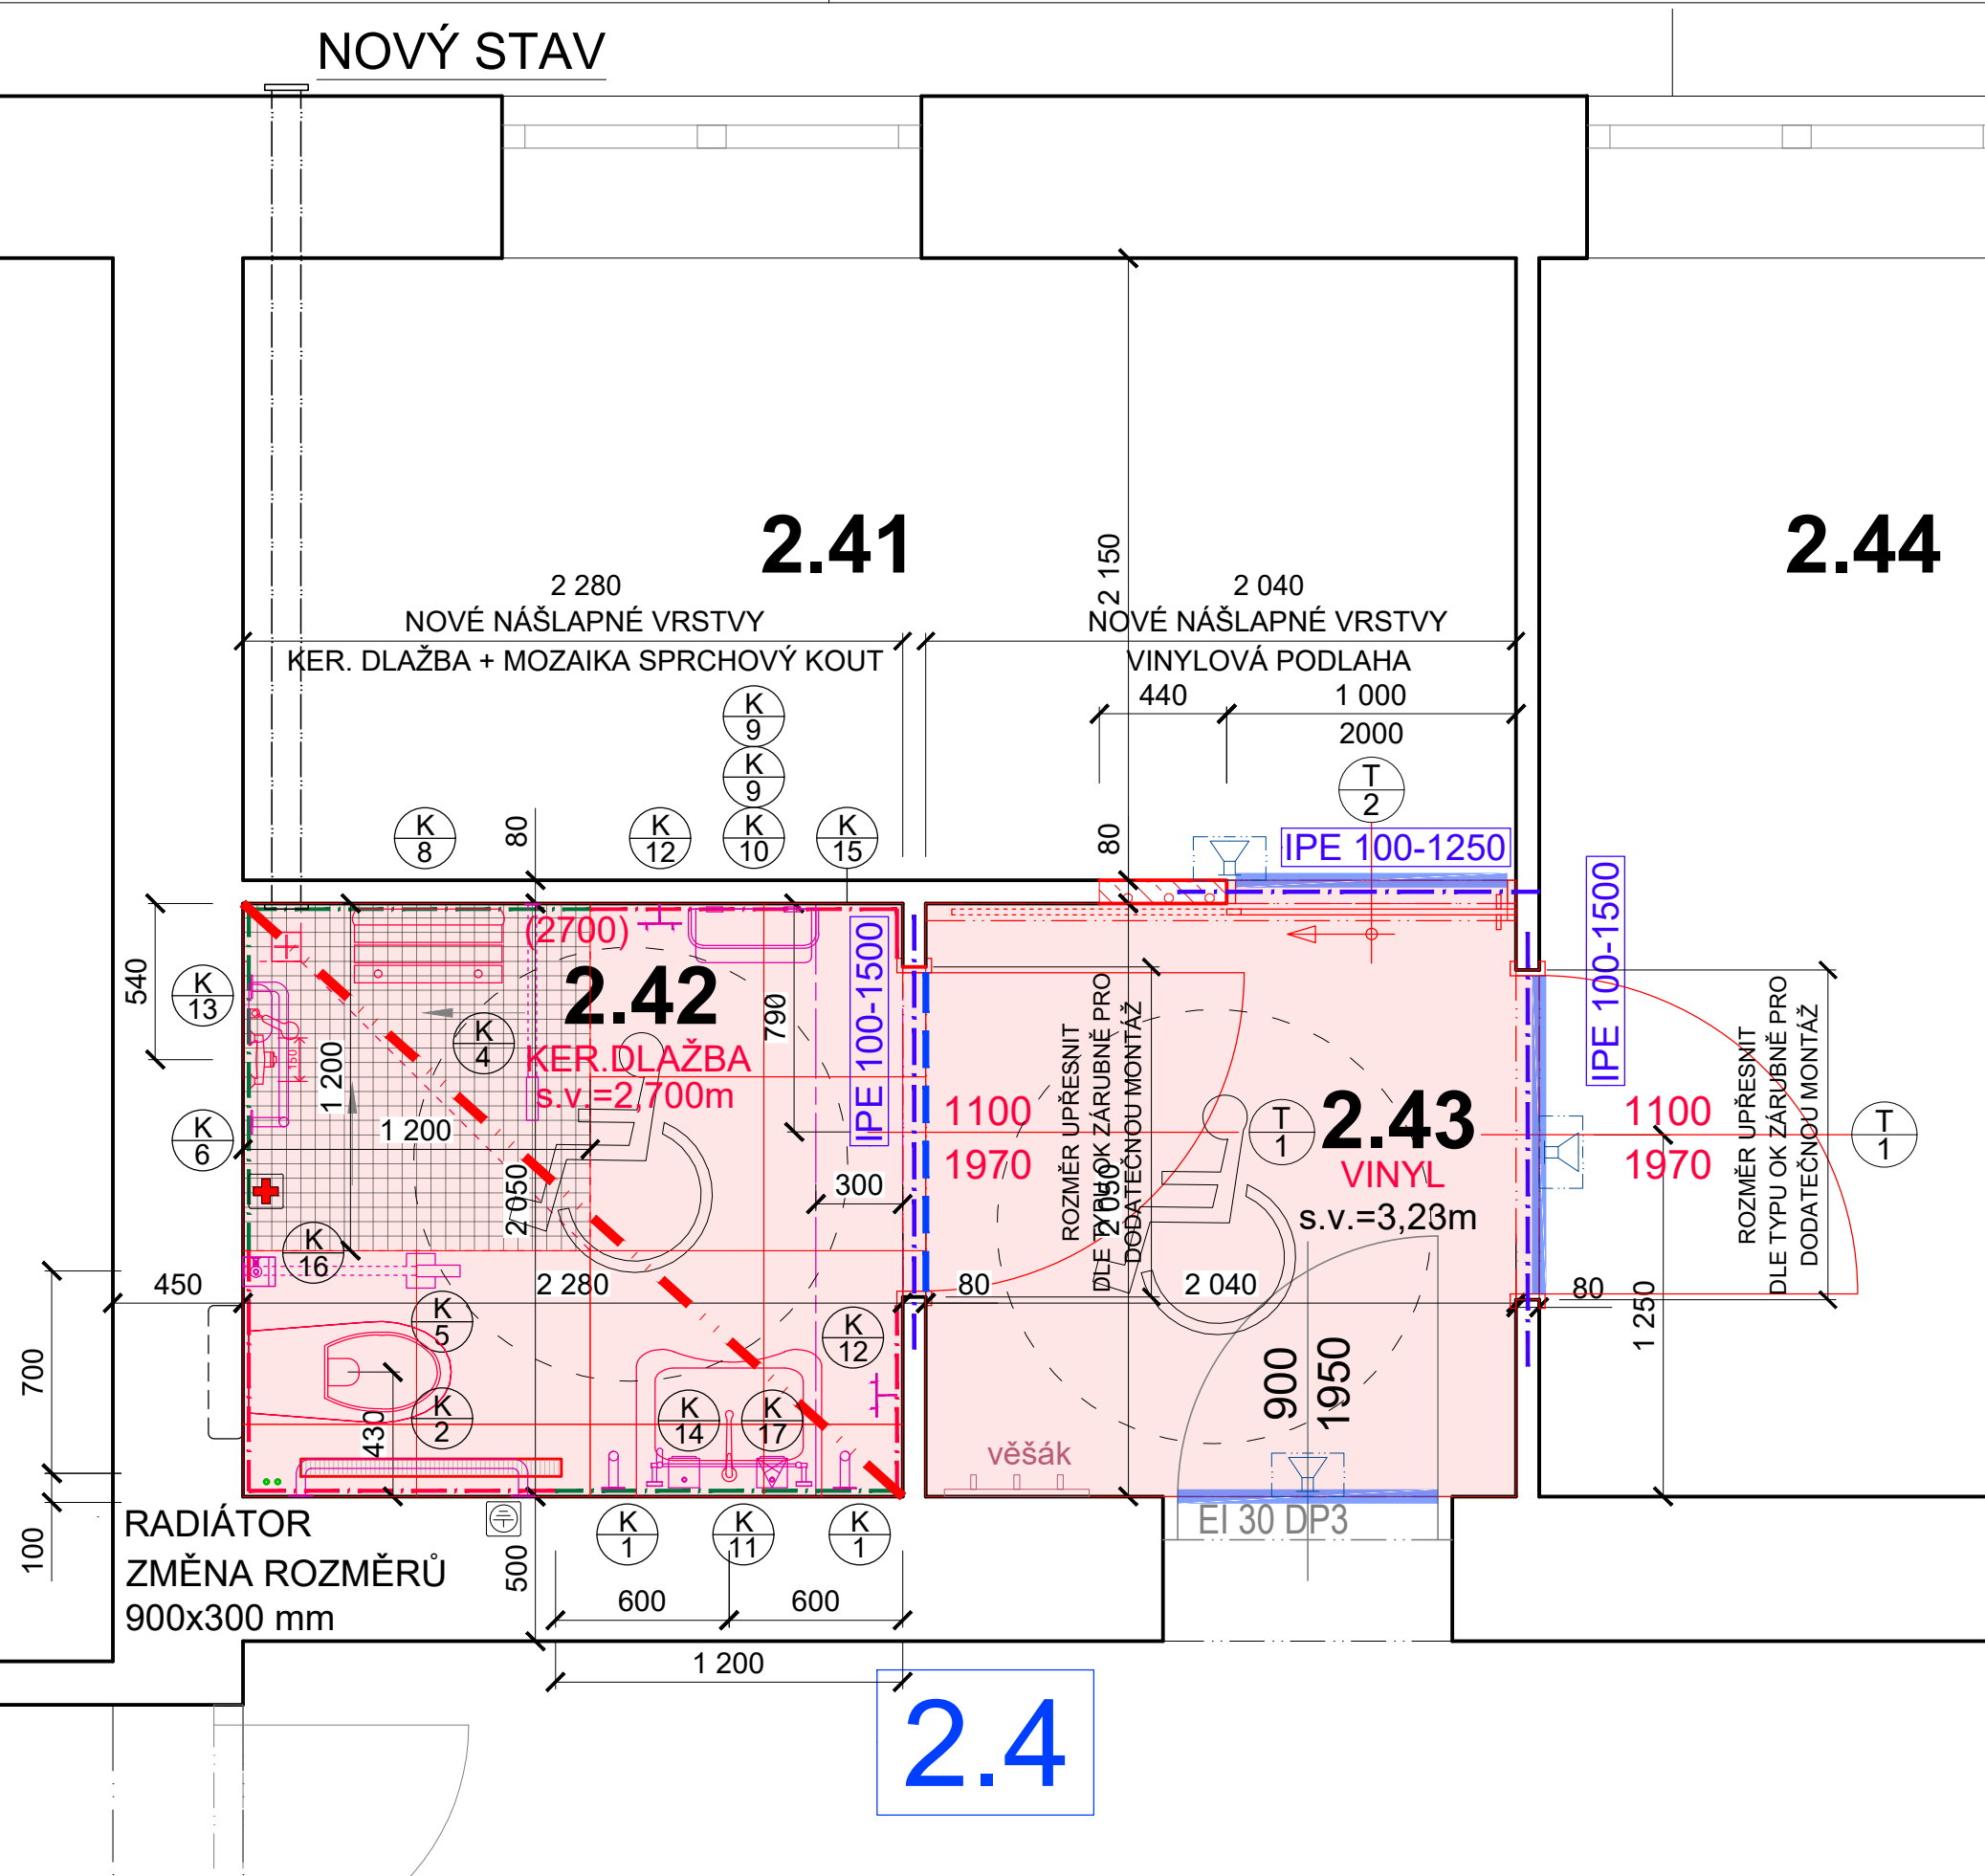 NOVÝ STAV
2.41
2.44
2 150
2 280
NOVÉ NÁŠLAPNÉ VRSTVY
KER. DLAŽBA + MOZAIKA SPRCHOVÝ KOUT
2 040
NOVÉ NÁŠLAPNÉ VRSTVY
VINYLOVÁ PODLAHA
440
1 000
2000
K
9
K
9
K
8
80
K
12
K
10
K
15
80
T
2
IPE 100-1250
IPE 100-1500
540
K
13
(2700)
2.42
K
4
KER.DLAŽBA
s.v.=2,700m
790
IPE 100-1500
150
1 200
1 200
K
6
2 050
300
1100
1970
ROZMĚR UPŘESNIT
DLE TYPU OK ZÁRUBNĚ PRO
DODATEČNOU MONTÁŽ
2 050
T
1
2.43
VINYL
s.v.=3,23m
1100
1970
ROZMĚR UPŘESNIT
DLE TYPU OK ZÁRUBNĚ PRO
DODATEČNOU MONTÁŽ
T
1
K
16
450
2 280
80
2 040
80
1 250
K
5
K
12
700
K
2
430
K
14
K
17
900
1950
věšák
EI 30 DP3
100
RADIÁTOR
ZMĚNA ROZMĚRŮ
900x300 mm
500
K
1
K
11
K
1
600
600
1 200
2.4